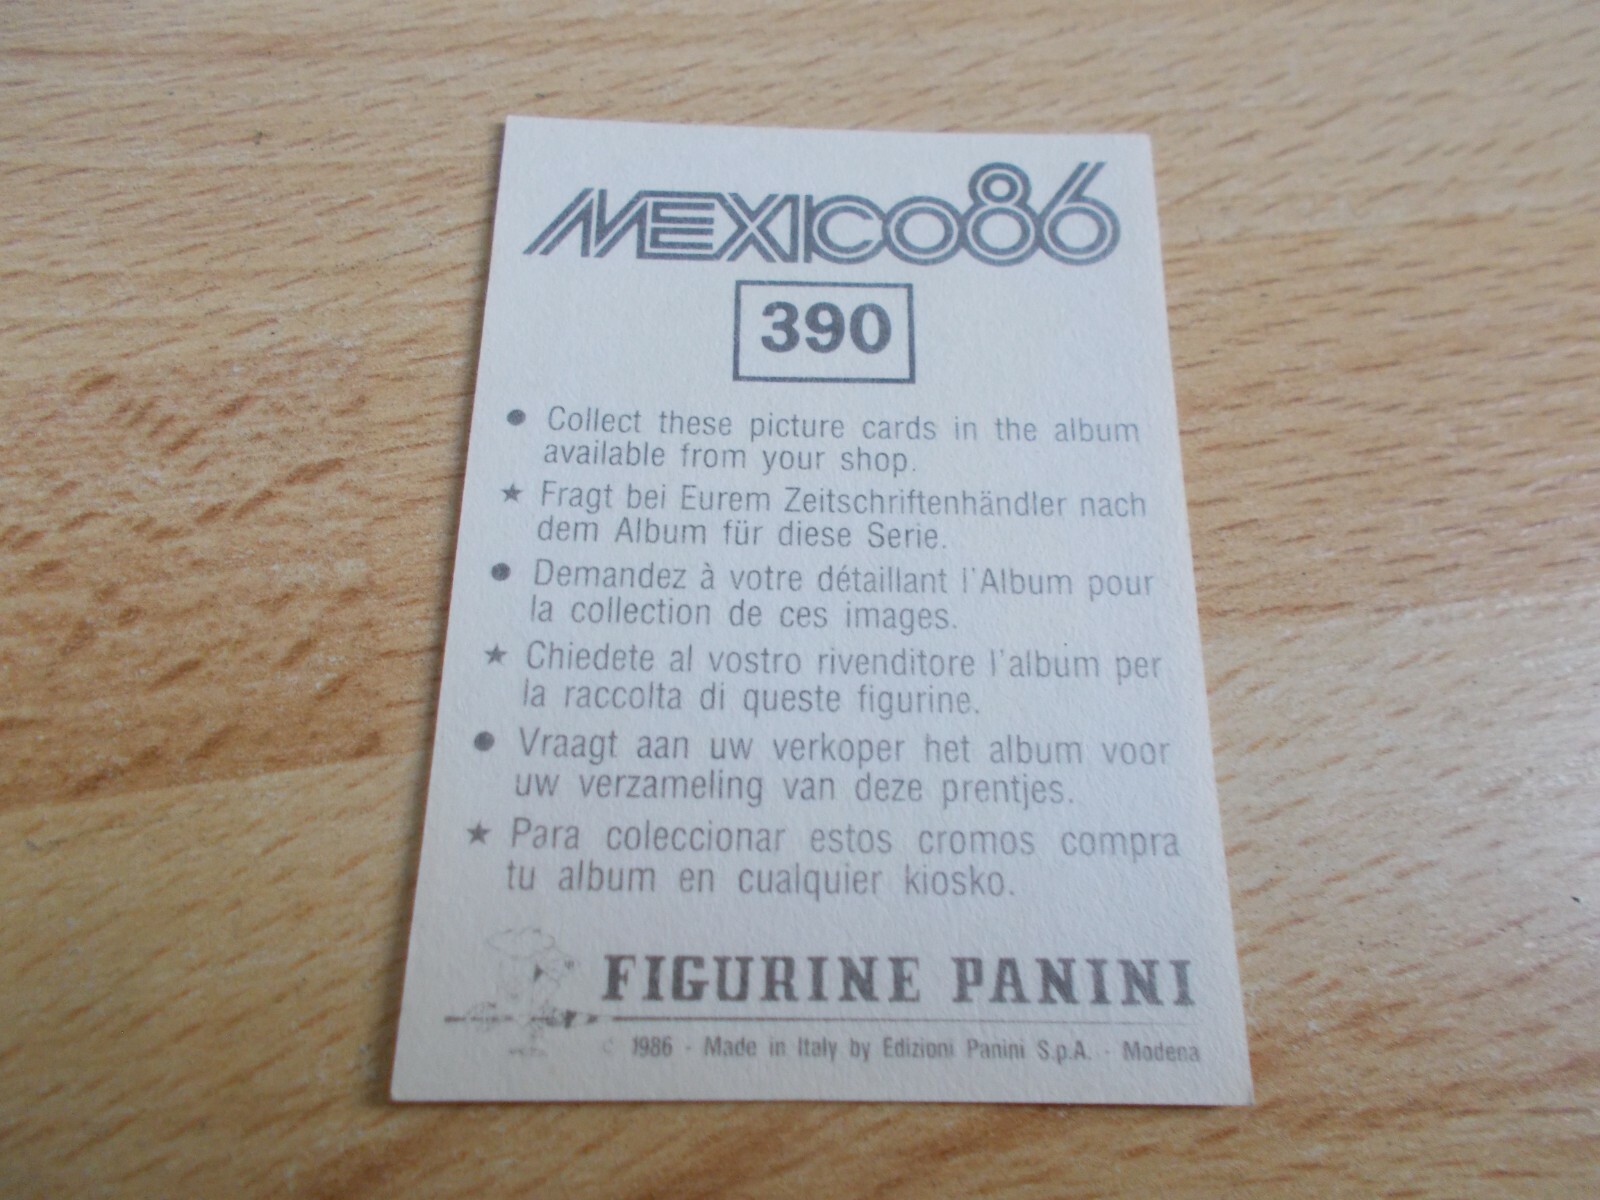 MEXICO86
390
● Collect these picture cards in the album
available from your shop.
★ Fragt bei Eurem Zeitschriftenhändler nach
dem Album für diese Serie.
● Demandez à votre détaillant l'Album pour
la collection de ces images.
★ Chiedete al vostro rivenditore l'album per
la raccolta di queste figurine.
● Vraagt aan uw verkoper het album voor
uw verzameling van deze prentjes.
★ Para coleccionar estos cromos compra
tu album en cualquier kiosko.
FIGURINE PANINI
© 1986 - Made in Italy by Edizioni Panini S.p.A. - Modena